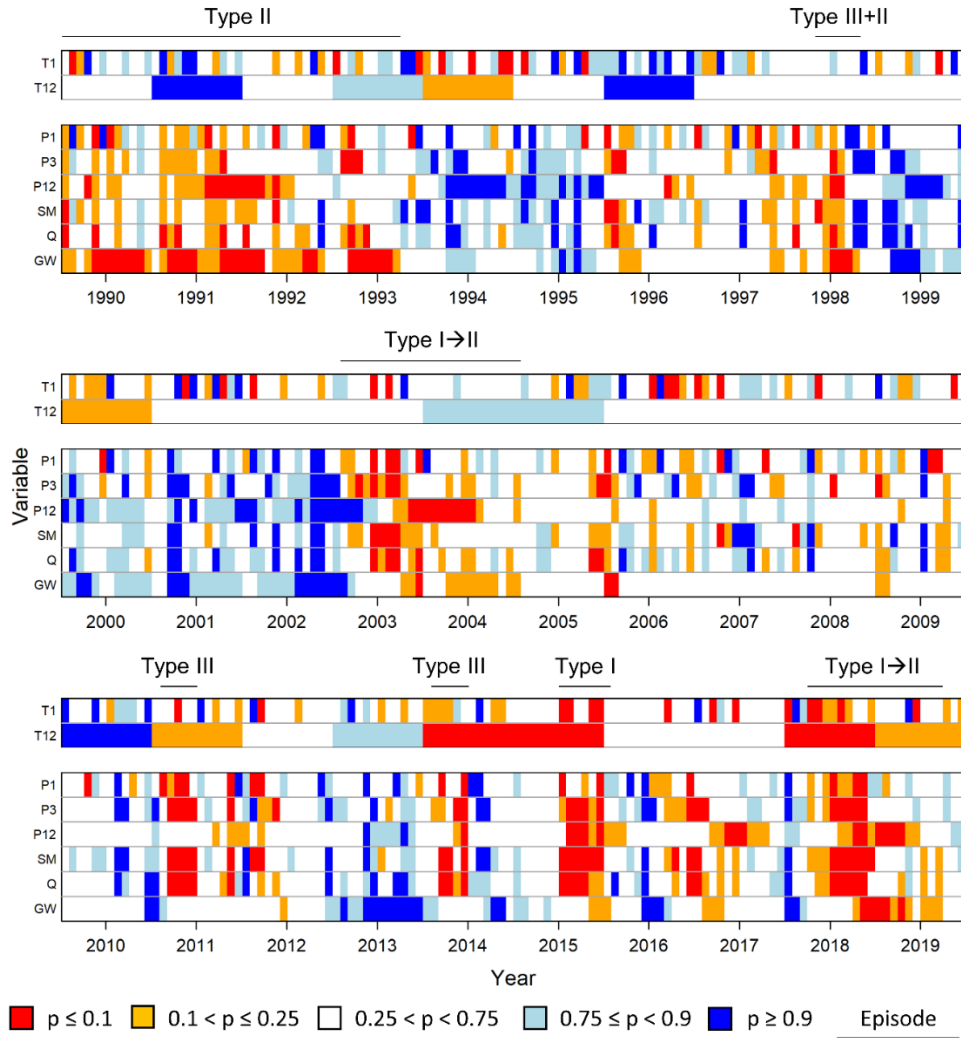 Type II Type III+II
T1
T12
P1
P3
P12
SM
Q
GW
1990 1991 1992 1993 1994 1995 1996 1997 1998 1999
Type I→II
T1
T12
Variable
P1
P3
P12
SM
Q
GW
2000 2001 2002 2003 2004 2005 2006 2007 2008 2009
Type III Type III Type I Type I→II
T1
T12
P1
P3
P12
SM
Q
GW
2010 2011 2012 2013 2014 2015 2016 2017 2018 2019
Year
p ≤ 0.1 0.1 < p ≤ 0.25 0.25 < p < 0.75 0.75 ≤ p < 0.9 p ≥ 0.9 Episode